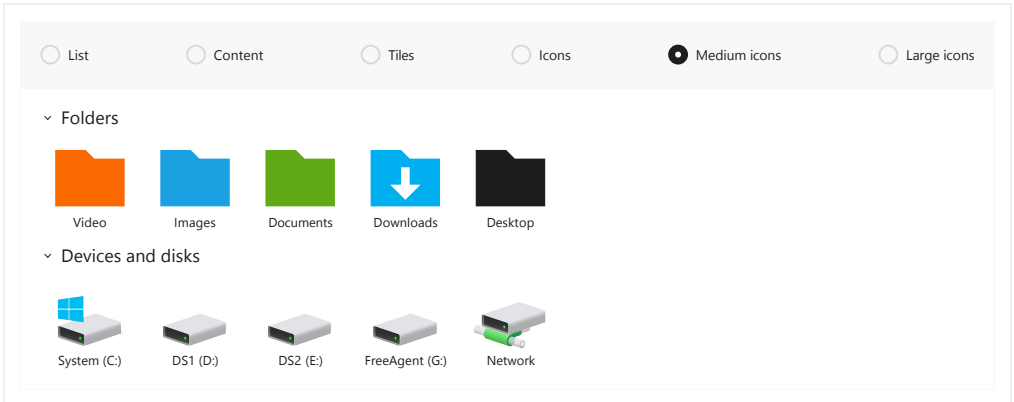 List Content Tiles Icons Medium icons Large icons
Folders
Video Images Documents Downloads Desktop
Devices and disks
System (C:) DS1 (D:) DS2 (E:) FreeAgent (G:) Network